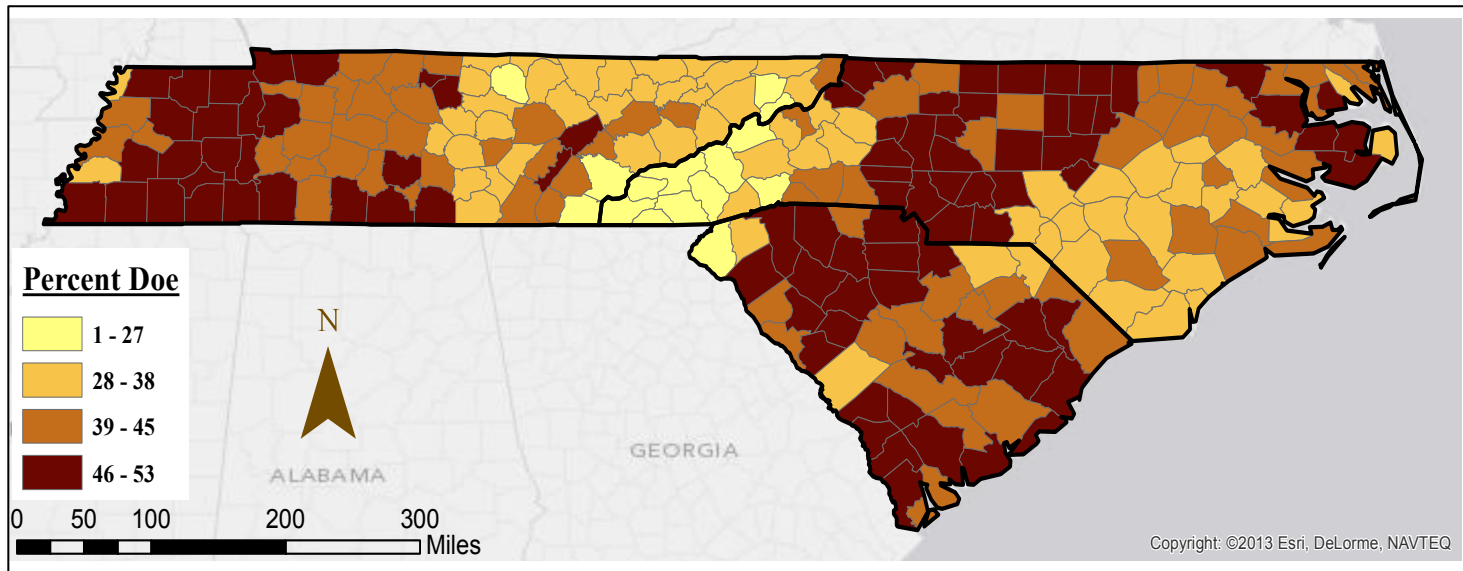 Percent Doe
1 - 27
28 - 38
39 - 45
46 - 53
N
GEORGIA
ALABAMA
0 50 100 200 300
Miles
Copyright: ©2013 Esri, DeLorme, NAVTEQ